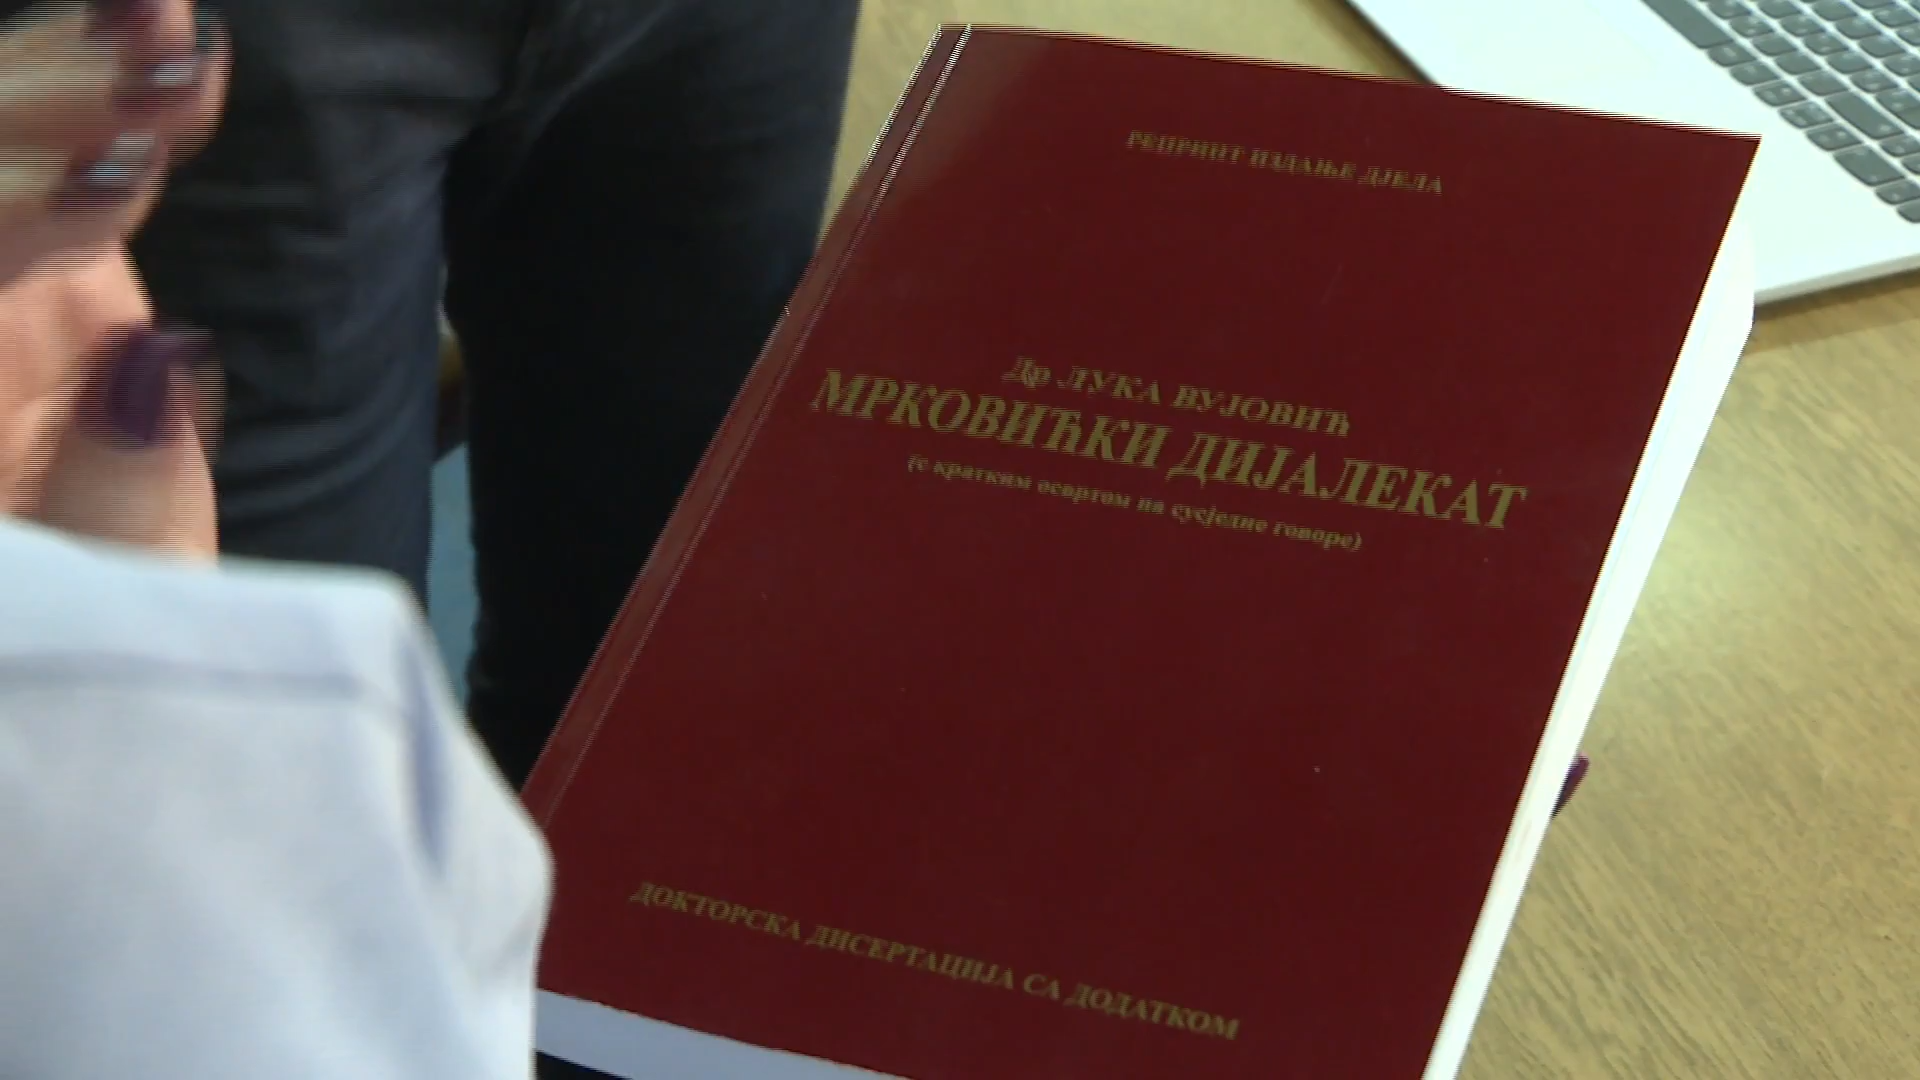 РЕПРИНТ ИЗДАЊЕ ДЈЕЛА
Др ЛУКА ВУЈОВИЋ
МРКОВИЋКИ ДИЈАЛЕКАТ
(с кратким освртом на сусједне говоре)
ДОКТОРСКА ДИСЕРТАЦИЈА СА ДОДАТКОМ